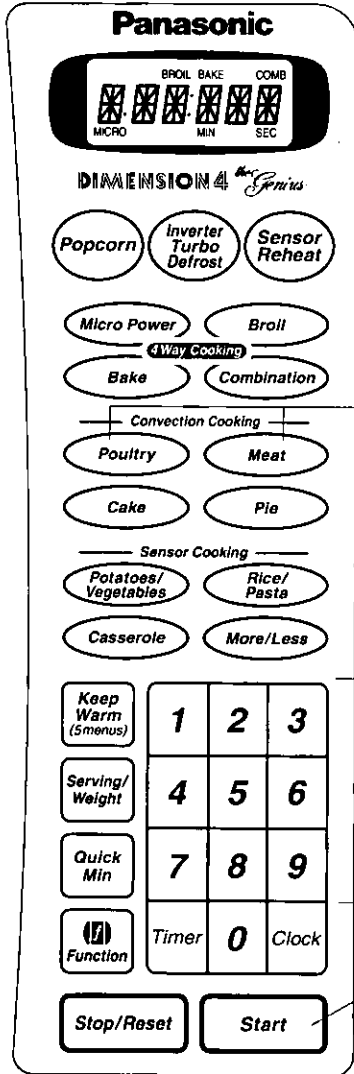 Panasonic
BROIL BAKE COMB
MICRO MIN SEC
DIMENSION 4 the Genius
Popcorn
Inverter
Turbo
Defrost
Sensor
Reheat
Micro Power
Broil
4 Way Cooking
Bake
Combination
Convection Cooking
Poultry
Meat
Cake
Pie
Sensor Cooking
Potatoes/
Vegetables
Rice/
Pasta
Casserole
More/Less
Keep
Warm
(5menus)
1 2 3
Serving/
Weight
4 5 6
Quick
Min
7 8 9
f
Function
Timer 0 Clock
Stop/Reset
Start